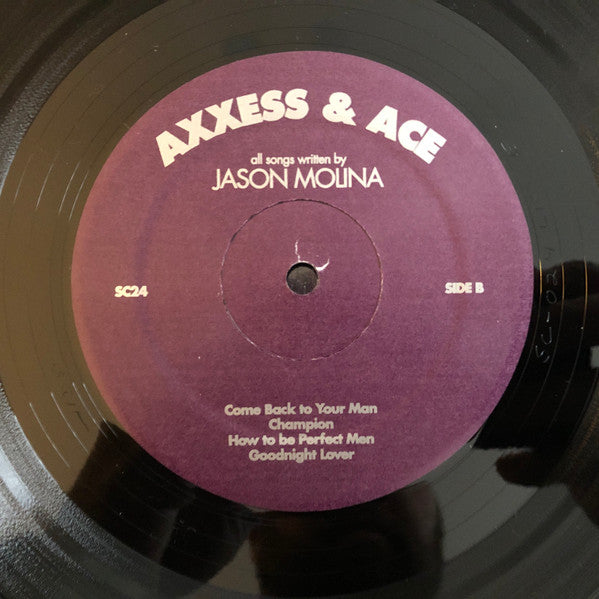 AXXESS & ACE
all songs written by
JASON MOLINA
SC24
SIDE B
Come Back to Your Man
Champion
How to be Perfect Men
Goodnight Lover